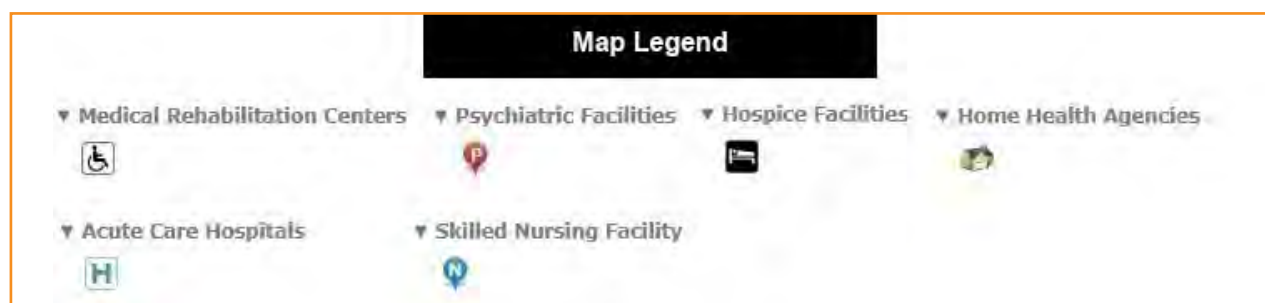 Map Legend
▼ Medical Rehabilitation Centers ▼ Psychiatric Facilities ▼ Hospice Facilities ▼ Home Health Agencies
P
▼ Acute Care Hospitals ▼ Skilled Nursing Facility
H N